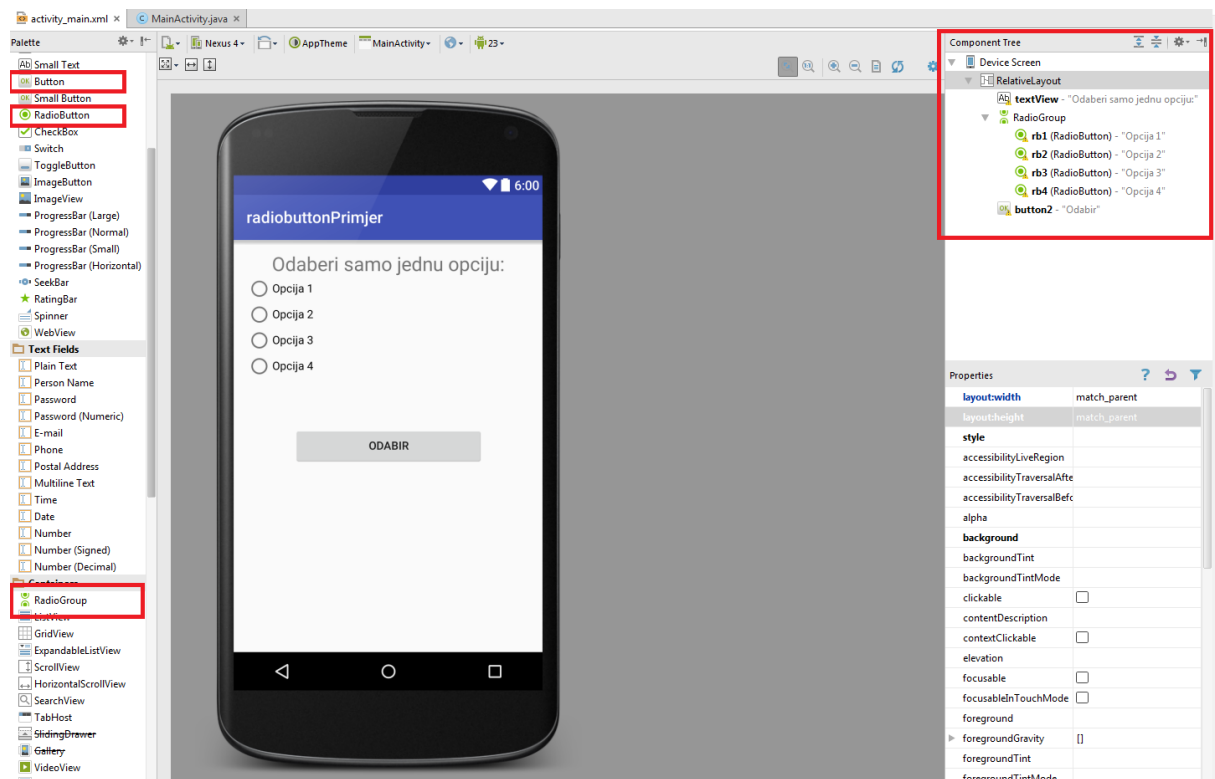 activity_main.xml × MainActivity.java ×
Palette
Nexus 4
AppTheme
MainActivity
23
Small Text
Button
Small Button
RadioButton
CheckBox
Switch
ToggleButton
ImageButton
ImageView
ProgressBar (Large)
ProgressBar (Normal)
ProgressBar (Small)
ProgressBar (Horizontal)
SeekBar
RatingBar
Spinner
WebView
Text Fields
Plain Text
Person Name
Password
Password (Numeric)
E-mail
Phone
Postal Address
Multiline Text
Time
Date
Number
Number (Signed)
Number (Decimal)
Containers
RadioGroup
ListView
GridView
ExpandableListView
ScrollView
HorizontalScrollView
SearchView
TabHost
SlidingDrawer
Gallery
VideoView
6:00
radiobuttonPrimjer
Odaberi samo jednu opciju:
Opcija 1
Opcija 2
Opcija 3
Opcija 4
ODABIR
Component Tree
Device Screen
RelativeLayout
textView - "Odaberi samo jednu opciju:"
RadioGroup
rb1 (RadioButton) - "Opcija 1"
rb2 (RadioButton) - "Opcija 2"
rb3 (RadioButton) - "Opcija 3"
rb4 (RadioButton) - "Opcija 4"
button2 - "Odabir"
Properties ?
layout:width match_parent
layout:height match_parent
style
accessibilityLiveRegion
accessibilityTraversalAfte
accessibilityTraversalBefo
alpha
background
backgroundTint
backgroundTintMode
clickable
contentDescription
contextClickable
elevation
focusable
focusableInTouchMode
foreground
foregroundGravity []
foregroundTint
foregroundTintMode